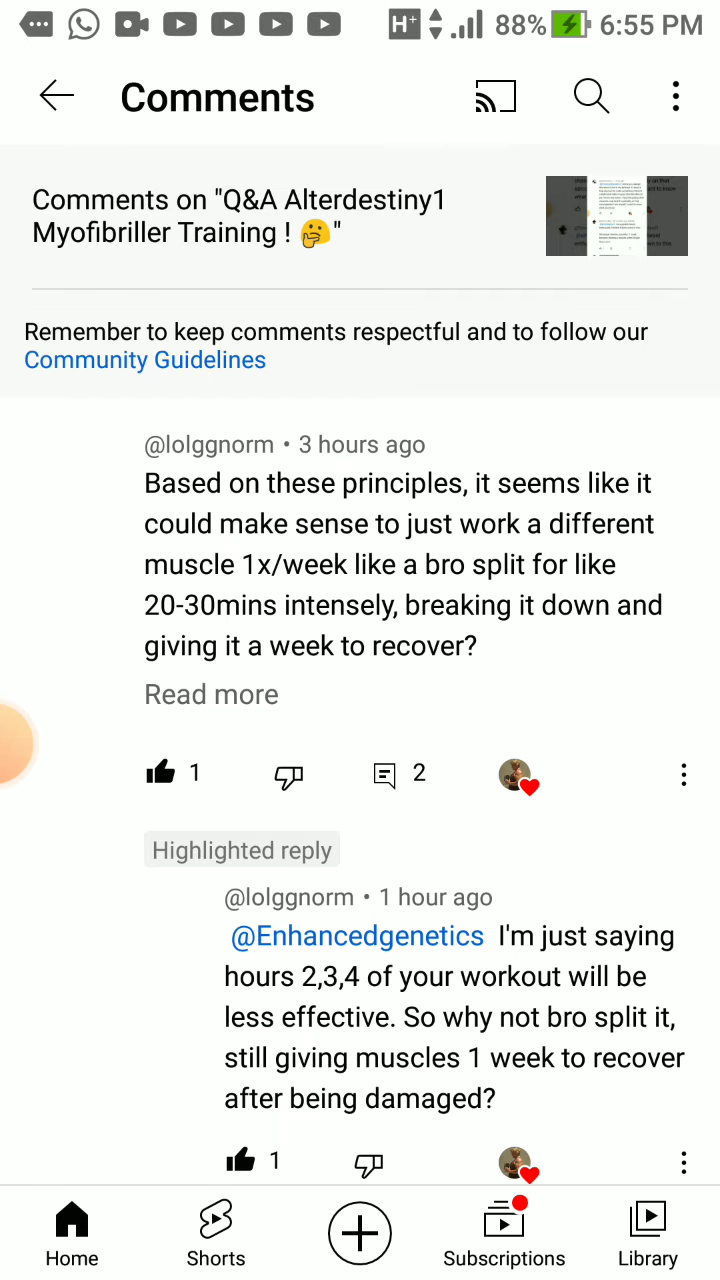 H+ 88% 6:55 PM
Comments
Comments on "Q&A Alterdestiny1
Myofibriller Training ! 🤔"
Remember to keep comments respectful and to follow our
Community Guidelines
@lolggnorm • 3 hours ago
Based on these principles, it seems like it
could make sense to just work a different
muscle 1x/week like a bro split for like
20-30mins intensely, breaking it down and
giving it a week to recover?
Read more
1 2
Highlighted reply
@lolggnorm • 1 hour ago
@Enhancedgenetics I'm just saying
hours 2,3,4 of your workout will be
less effective. So why not bro split it,
still giving muscles 1 week to recover
after being damaged?
1
Home Shorts Subscriptions Library